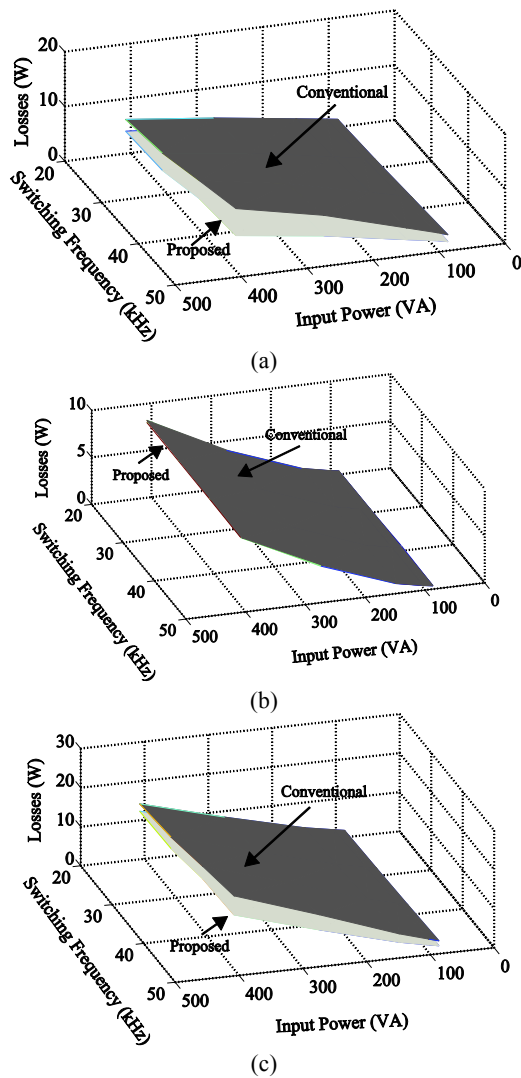 20
10
0
Losses (W)
Conventional
Proposed
20
30
40
50
Switching Frequency (kHz)
500
400
300
200
100
0
Input Power (VA)
(a)
10
5
0
Losses (W)
Conventional
Proposed
20
30
40
50
Switching Frequency (kHz)
500
400
300
200
100
0
Input Power (VA)
(b)
30
20
10
0
Losses (W)
Conventional
Proposed
20
30
40
50
Switching Frequency (kHz)
500
400
300
200
100
0
Input Power (VA)
(c)